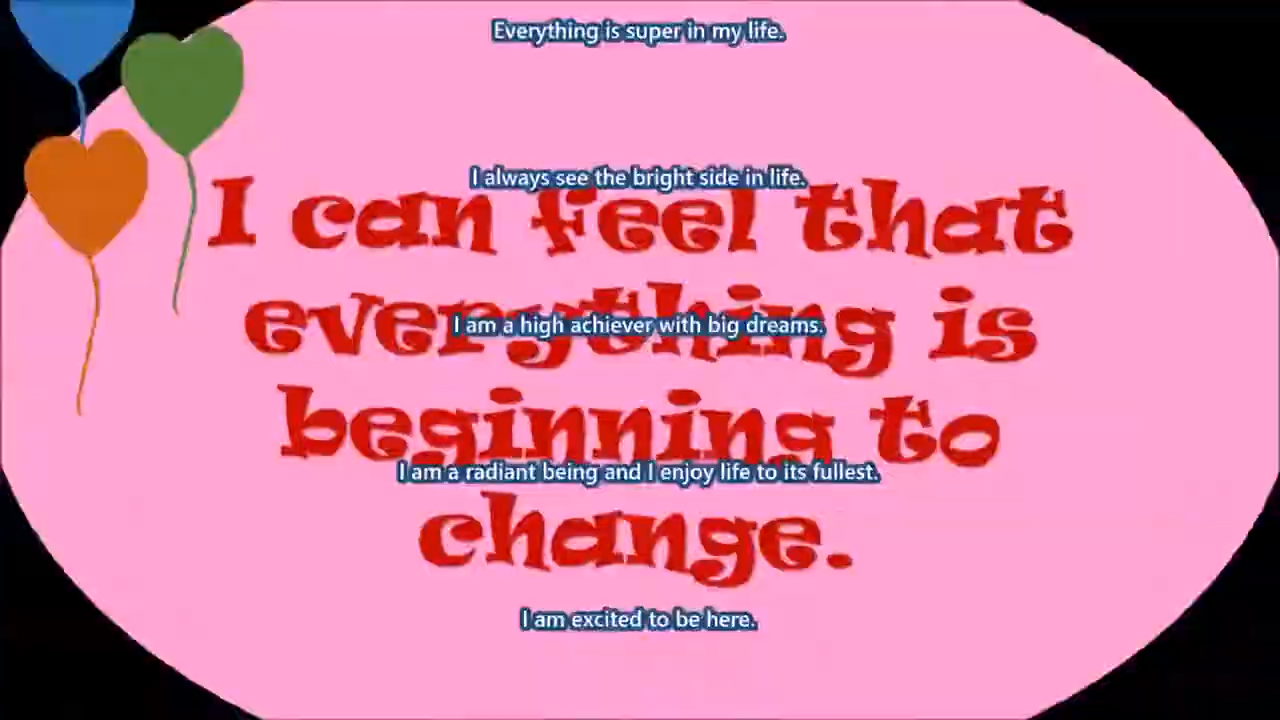 Everything is super in my life.
I always see the bright side in life.
I can feel that
everything is
I am a high achiever with big dreams.
beginning to
I am a radiant being and I enjoy life to its fullest.
change.
I am excited to be here.